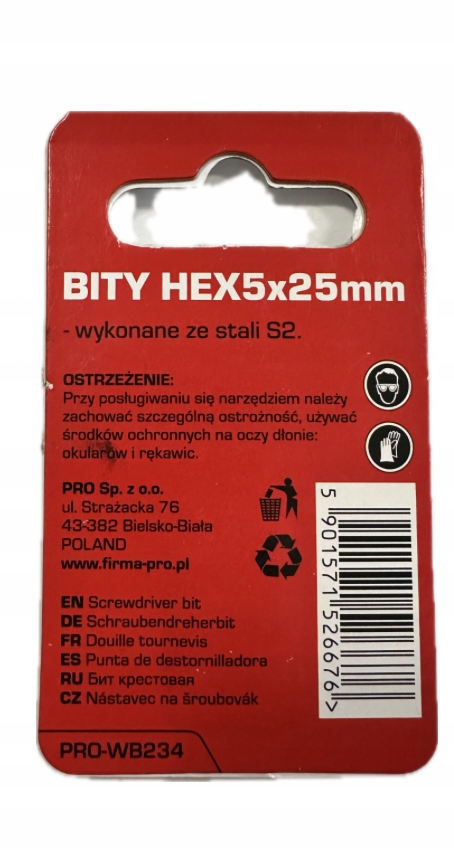 BITY HEX5x25mm
- wykonane ze stali S2.
OSTRZEŻENIE:
Przy posługiwaniu się narzędziem należy
zachować szczególną ostrożność, używać
środków ochronnych na oczy dłonie:
okularów i rękawic.
PRO Sp. z o.o.
ul. Strażacka 76
43-382 Bielsko-Biała
POLAND
www.firma-pro.pl
EN Screwdriver bit
DE Schraubendreherbit
FR Douille tournevis
ES Punta de destornilladora
RU Бит крестовая
CZ Nástavec na šroubovák
5 901571 526676 >
PRO-WB234